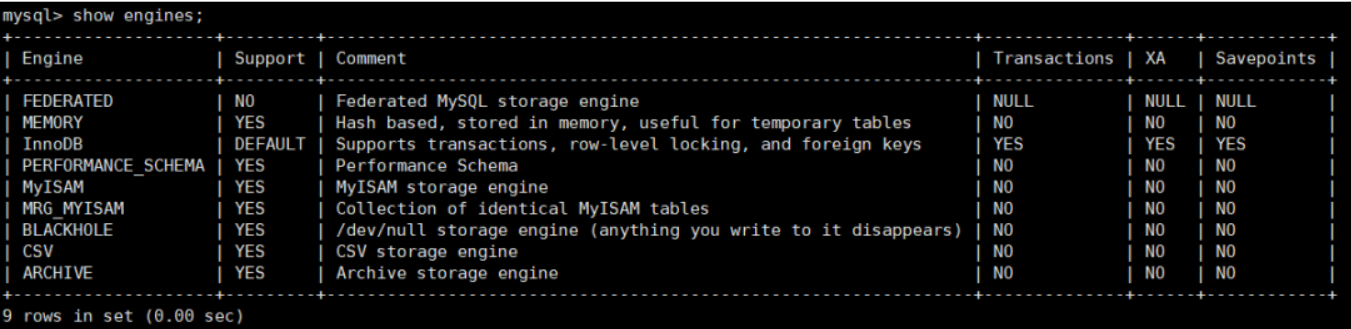 mysql> show engines;
+--------------------+---------+----------------------------------------------------------------+--------------+------+------------+
| Engine             | Support | Comment                                                        | Transactions | XA   | Savepoints |
+--------------------+---------+----------------------------------------------------------------+--------------+------+------------+
| FEDERATED          | NO      | Federated MySQL storage engine                                 | NULL         | NULL | NULL       |
| MEMORY             | YES     | Hash based, stored in memory, useful for temporary tables      | NO           | NO   | NO         |
| InnoDB             | DEFAULT | Supports transactions, row-level locking, and foreign keys     | YES          | YES  | YES        |
| PERFORMANCE_SCHEMA | YES     | Performance Schema                                             | NO           | NO   | NO         |
| MyISAM             | YES     | MyISAM storage engine                                          | NO           | NO   | NO         |
| MRG_MYISAM         | YES     | Collection of identical MyISAM tables                          | NO           | NO   | NO         |
| BLACKHOLE          | YES     | /dev/null storage engine (anything you write to it disappears) | NO           | NO   | NO         |
| CSV                | YES     | CSV storage engine                                             | NO           | NO   | NO         |
| ARCHIVE            | YES     | Archive storage engine                                         | NO           | NO   | NO         |
+--------------------+---------+----------------------------------------------------------------+--------------+------+------------+
9 rows in set (0.00 sec)